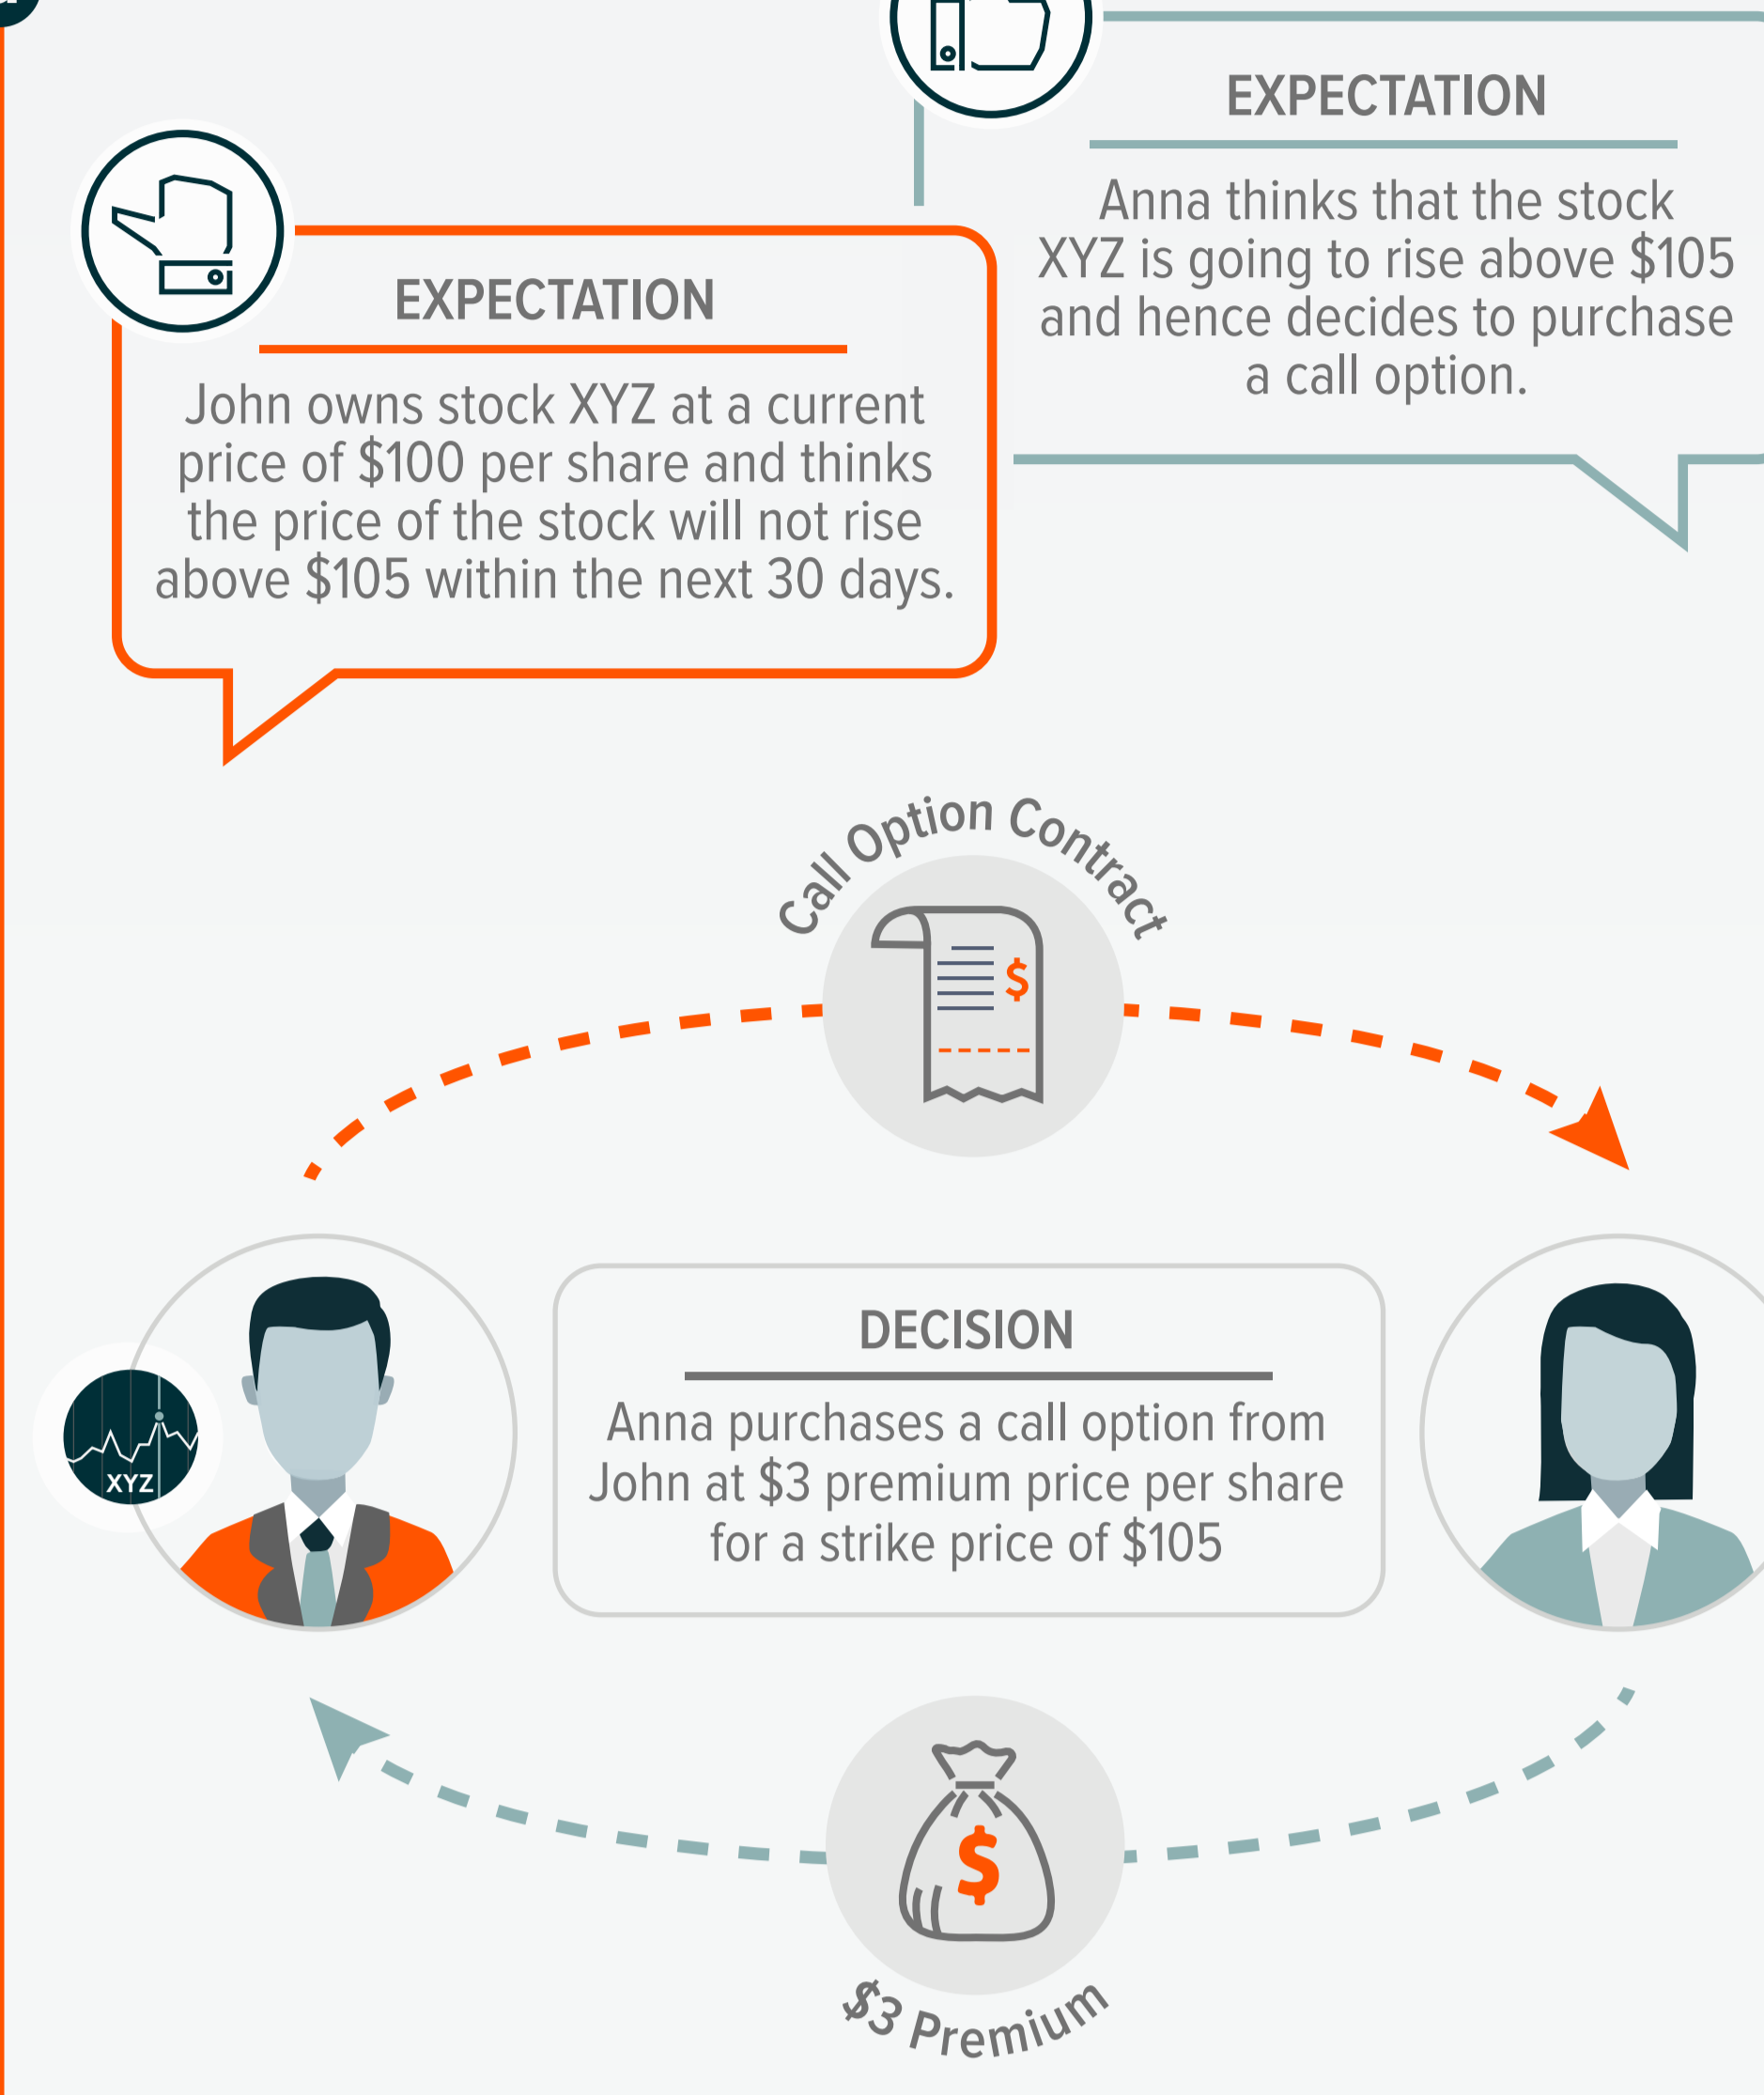 EXPECTATION
Anna thinks that the stock
XYZ is going to rise above $105
and hence decides to purchase
a call option.
EXPECTATION
John owns stock XYZ at a current
price of $100 per share and thinks
the price of the stock will not rise
above $105 within the next 30 days.
Call Option Contract
$
DECISION
Anna purchases a call option from
John at $3 premium price per share
for a strike price of $105
XYZ
$
$3 Premium